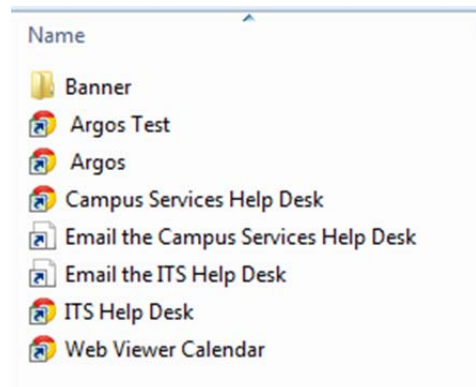 Name
Banner
Argos Test
Argos
Campus Services Help Desk
Email the Campus Services Help Desk
Email the ITS Help Desk
ITS Help Desk
Web Viewer Calendar